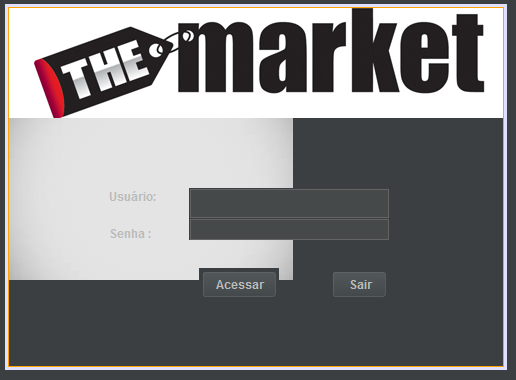 THE market
Usuário:
Senha :
Acessar Sair